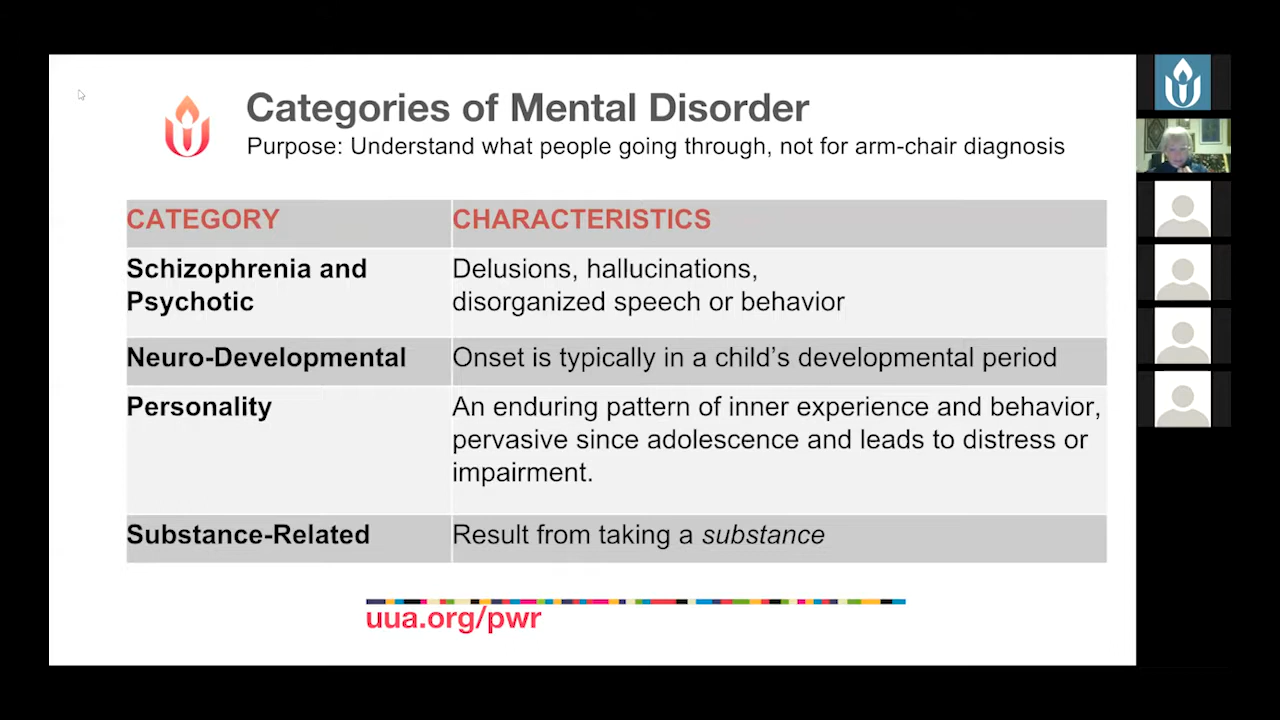 Categories of Mental Disorder
Purpose: Understand what people going through, not for arm-chair diagnosis
CATEGORY
CHARACTERISTICS
Schizophrenia and
Psychotic
Delusions, hallucinations,
disorganized speech or behavior
Neuro-Developmental
Onset is typically in a child’s developmental period
Personality
An enduring pattern of inner experience and behavior,
pervasive since adolescence and leads to distress or
impairment.
Substance-Related
Result from taking a substance
uua.org/pwr